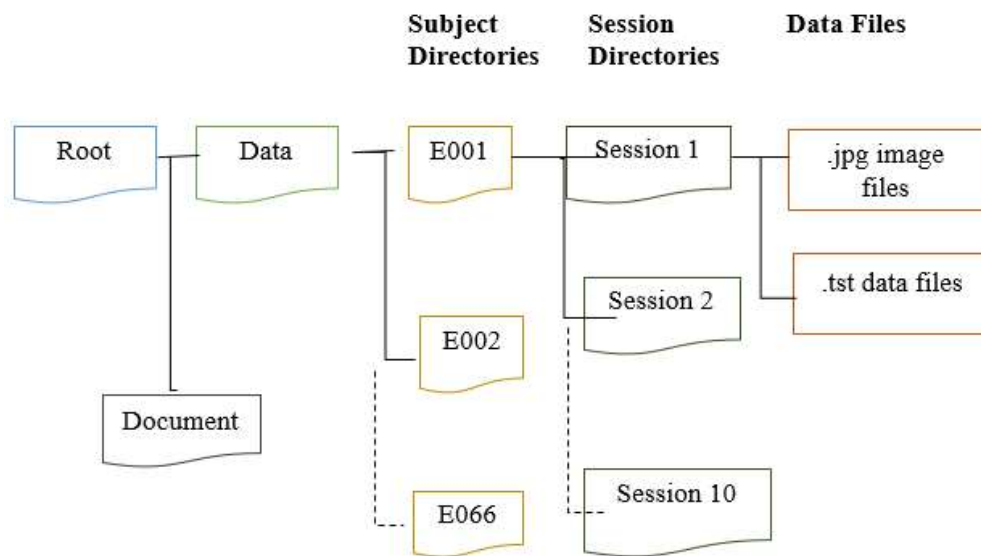 Subject
Directories
Session
Directories
Data Files
Root
Data
E001
Session 1
.jpg image
files
.tst data files
Session 2
E002
Document
Session 10
E066